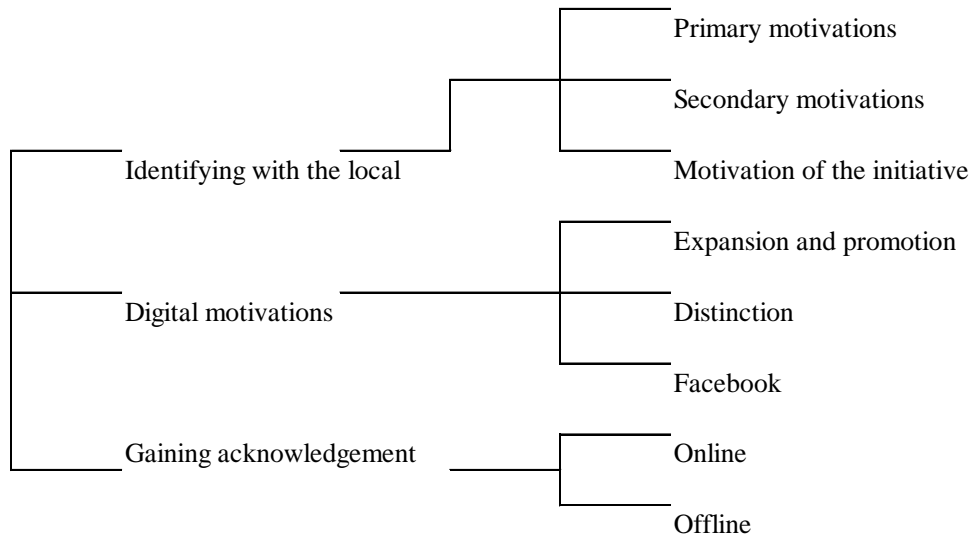 Primary motivations
Secondary motivations
Identifying with the local
Motivation of the initiative
Expansion and promotion
Digital motivations
Distinction
Facebook
Gaining acknowledgement
Online
Offline